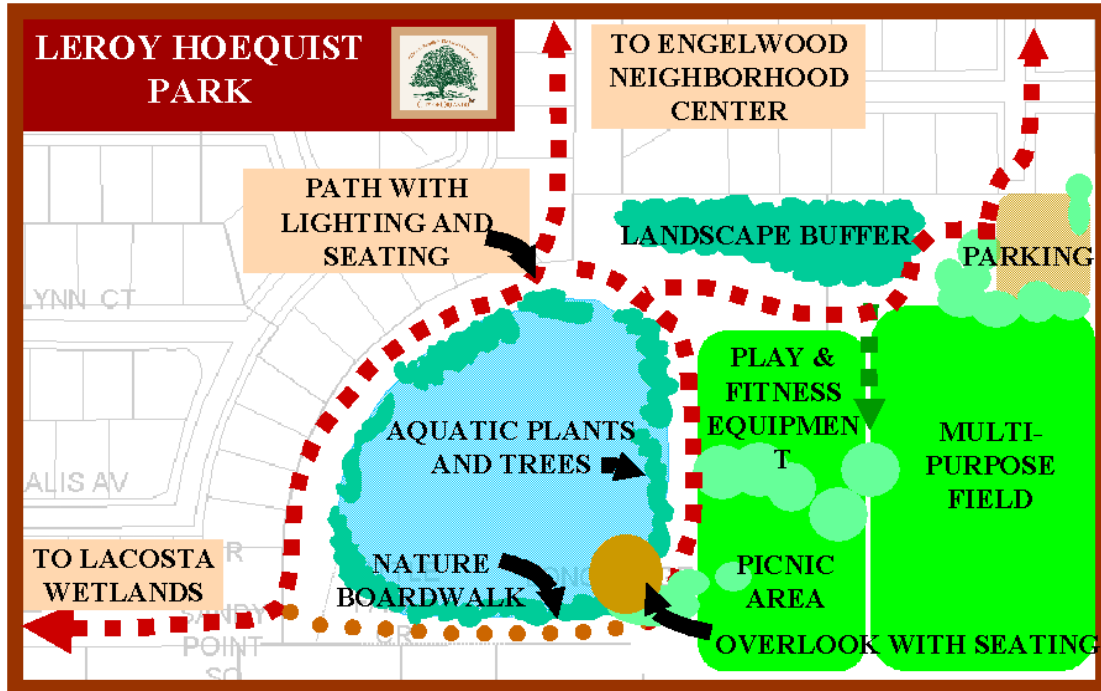 LEROY HOEQUIST
PARK
TO ENGELWOOD
NEIGHBORHOOD
CENTER
PATH WITH
LIGHTING AND
SEATING
LANDSCAPE BUFFER
PARKING
LYNN CT
PLAY &
FITNESS
EQUIPMEN
T
AQUATIC PLANTS
AND TREES
MULTI-
PURPOSE
FIELD
ALIS AV
TO LACOSTA
WETLANDS
NATURE
BOARDWALK
PICNIC
AREA
OVERLOOK WITH SEATING
SANDY
POINT